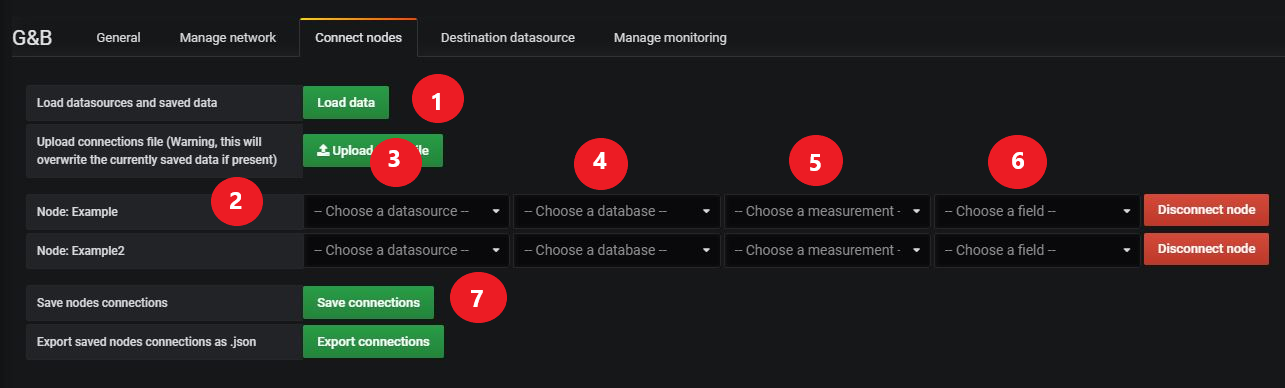 G&B General Manage network Connect nodes Destination datasource Manage monitoring
Load datasources and saved data Load data 1
Upload connections file (Warning, this will
overwrite the currently saved data if present) Upload 3 4 5 6
2
Node: Example -- Choose a datasource -- -- Choose a database -- -- Choose a measurement - -- Choose a field -- Disconnect node
Node: Example2 -- Choose a datasource -- -- Choose a database -- -- Choose a measurement - -- Choose a field -- Disconnect node
Save nodes connections Save connections 7
Export saved nodes connections as .json Export connections